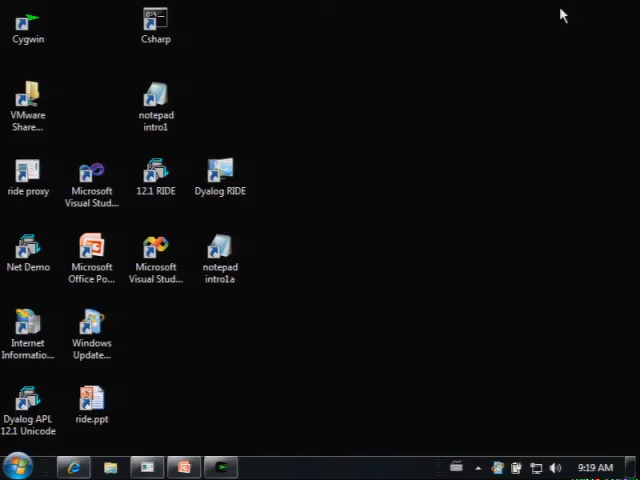 Cygwin
Csharp
VMware
Share...
notepad
intro1
ride proxy
Microsoft
Visual Stud...
12.1 RIDE
Dyalog RIDE
Net Demo
Microsoft
Office Po...
Microsoft
Visual Stud...
notepad
intro1a
Internet
Informatio...
Windows
Update...
Dyalog APL
12.1 Unicode
ride.ppt
9:19 AM